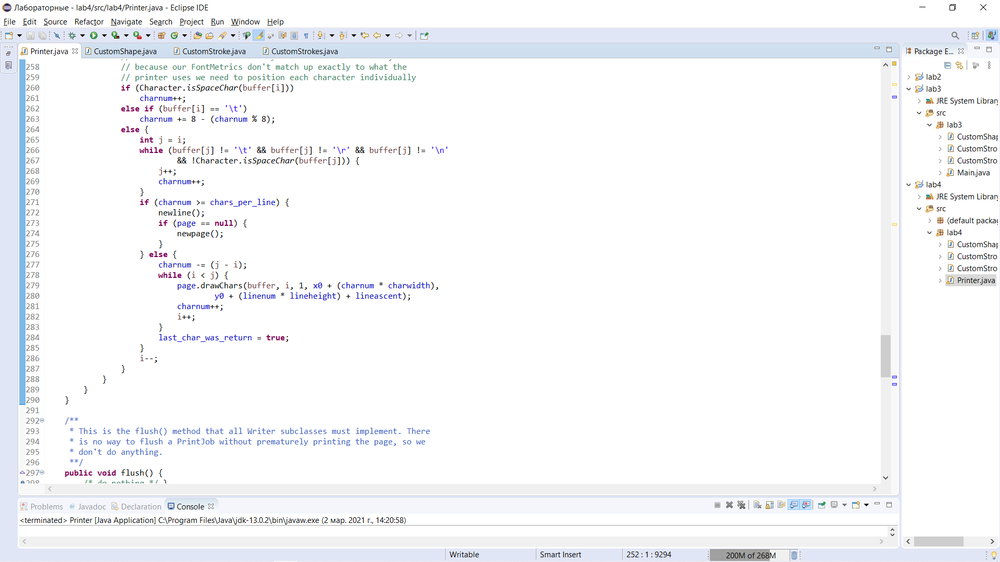 Лабораторные - lab4/src/lab4/Printer.java - Eclipse IDE
File Edit Source Refactor Navigate Search Project Run Window Help
Printer.java CustomShape.java CustomStroke.java CustomStrokes.java
258 // because our FontMetrics don't match up exactly to what the
259 // printer uses we need to position each character individually
260 if (Character.isSpaceChar(buffer[i]))
261 charnum++;
262 else if (buffer[i] == '\t')
263 charnum += 8 - (charnum % 8);
264 else {
265 int j = i;
266 while (buffer[j] != '\t' && buffer[j] != '\r' && buffer[j] != '\n'
267 && !Character.isSpaceChar(buffer[j])) {
268 j++;
269 charnum++;
270 }
271 if (charnum >= chars_per_line) {
272 newline();
273 if (page == null) {
274 newpage();
275 }
276 } else {
277 charnum -= (j - i);
278 while (i < j) {
279 page.drawChars(buffer, i, 1, x0 + (charnum * charwidth),
280 y0 + (linenum * lineheight) + lineascent);
281 charnum++;
282 i++;
283 }
284 last_char_was_return = true;
285 }
286 i--;
287 }
288 }
289 }
290 }
291
292 /**
293 * This is the flush() method that all Writer subclasses must implement. There
294 * is no way to flush a PrintJob without prematurely printing the page, so we
295 * don't do anything.
296 **/
297 public void flush() {
298 /* do nothing */ }
Package E...
lab2
lab3
JRE System Library
src
lab3
CustomShap
CustomStro
CustomStro
Main.java
lab4
JRE System Library
src
(default packag
lab4
CustomShap
CustomStro
CustomStro
Printer.java
Problems @ Javadoc Declaration Console
<terminated> Printer [Java Application] C:\Program Files\Java\jdk-13.0.2\bin\javaw.exe (2 мар. 2021 г., 14:20:58)
Writable Smart Insert 252 : 1 : 9294 200M of 268M